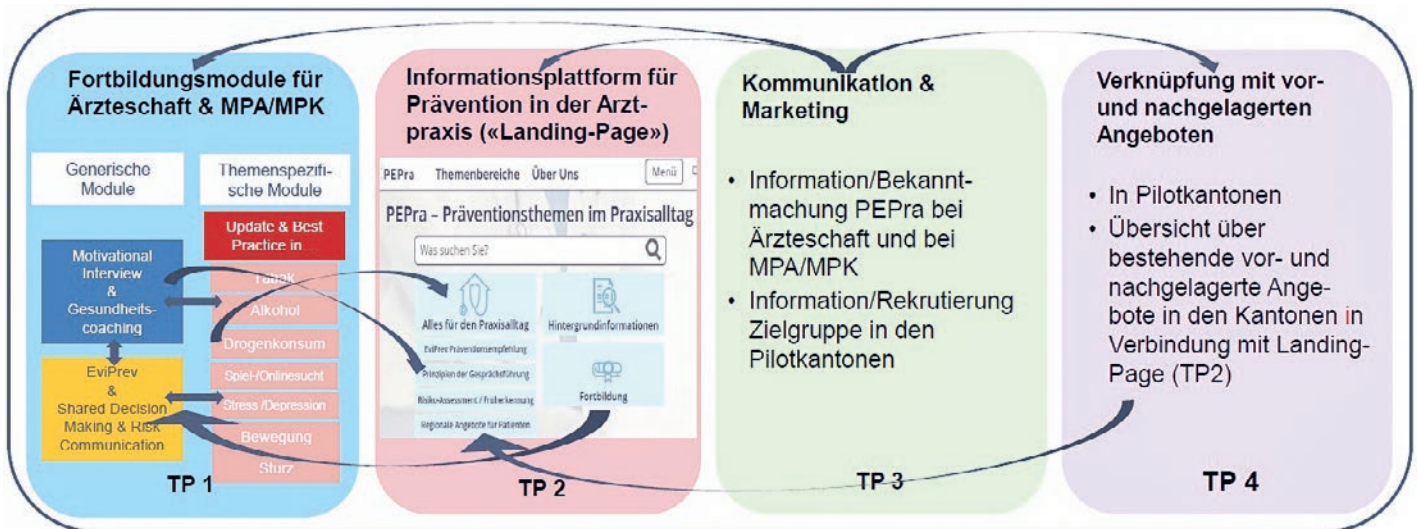 Fortbildungsmodule für
Ärzteschaft & MPA/MPK
Generische
Module
Themenspezifi-
sche Module
Update & Best
Practice in...
Motivational
Interview
&
Gesundheits-
coaching
EviPrev
&
Shared Decision
Making & Risk
Communication
Tabak
Alkohol
Drogenkonsum
Spiel-/Onlinesucht
Stress /Depression
Bewegung
Sturz
TP 1
Informationsplattform für
Prävention in der Arzt-
praxis («Landing-Page»)
PEPra Themenbereiche Über Uns Menü
PEPra – Präventionsthemen im Praxisalltag
Was suchen Sie?
Alles für den Praxisalltag
EviPrev Präventionsempfehlung
Prinzipien der Gesprächsführung
Risiko-Assessment / Früherkennung
Regionale Angebote für Patienten
Hintergrundinformationen
Fortbildung
TP 2
Kommunikation &
Marketing
• Information/Bekannt-
machung PEPra bei
Ärzteschaft und bei
MPA/MPK
• Information/Rekrutierung
Zielgruppe in den
Pilotkantonen
TP 3
Verknüpfung mit vor-
und nachgelagerten
Angeboten
• In Pilotkantonen
• Übersicht über
bestehende vor- und
nachgelagerte Ange-
bote in den Kantonen in
Verbindung mit Landing-
Page (TP2)
TP 4